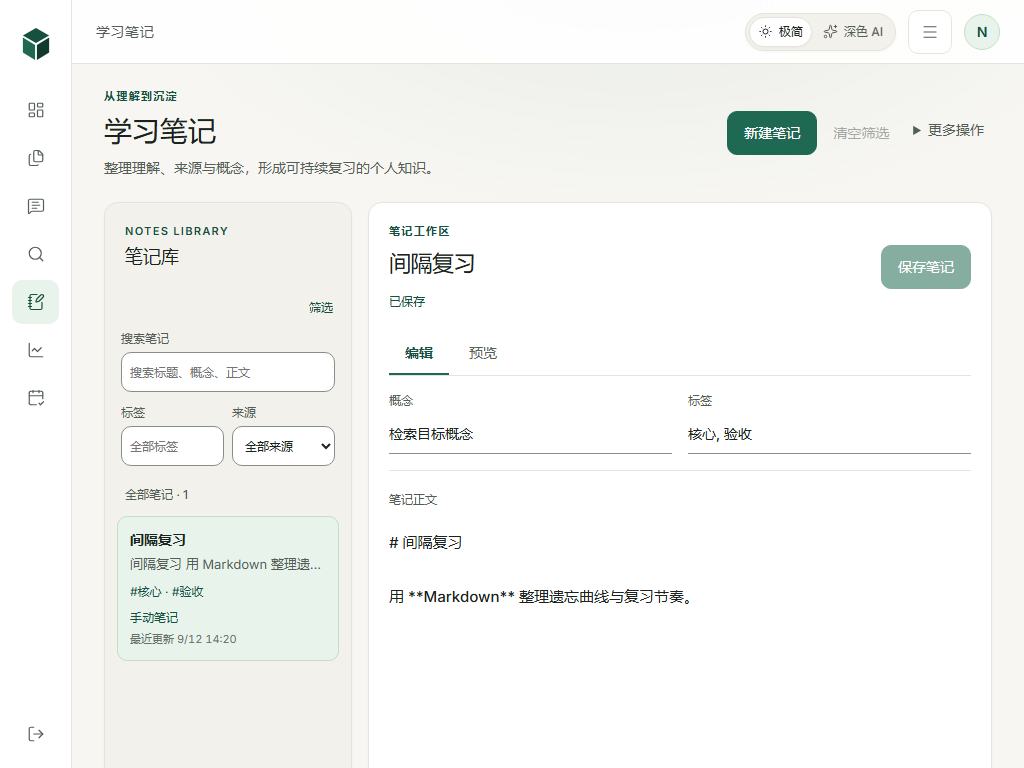 学习笔记
极简
深色 AI
N
从理解到沉淀
学习笔记
整理理解、来源与概念，形成可持续复习的个人知识。
新建笔记
清空筛选
更多操作
NOTES LIBRARY
笔记库
筛选
搜索笔记
搜索标题、概念、正文
标签
来源
全部标签
全部来源
全部笔记 · 1
间隔复习
间隔复习 用 Markdown 整理遗...
#核心 · #验收
手动笔记
最近更新 9/12 14:20
笔记工作区
间隔复习
已保存
保存笔记
编辑
预览
概念
标签
检索目标概念
核心, 验收
笔记正文
# 间隔复习
用 **Markdown** 整理遗忘曲线与复习节奏。